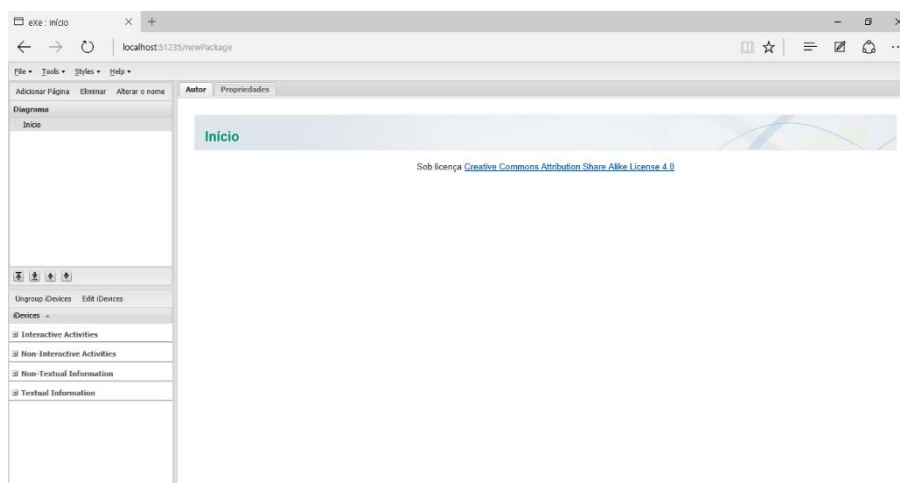 eXe : Início
localhost:51235/newPackage
File Tools Styles Help
Adicionar Página Eliminar Alterar o nome
Autor Propriedades
Diagrama
Início
Início
Sob licença Creative Commons Attribution Share Alike License 4.0
Ungroup iDevices Edit iDevices
iDevices
Interactive Activities
Non-Interactive Activities
Non-Textual Information
Textual Information